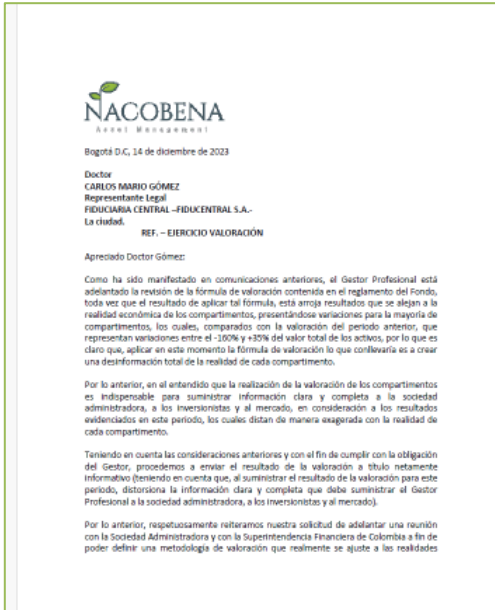 NACOBENA
Asset Management
Bogotá D.C, 14 de diciembre de 2023
Doctor
CARLOS MARIO GÓMEZ
Representante Legal
FIDUCIARIA CENTRAL –FIDUCENTRAL S.A.-
La ciudad.
REF. – EJERCICIO VALORACIÓN
Apreciado Doctor Gómez:
Como ha sido manifestado en comunicaciones anteriores, el Gestor Profesional está
adelantado la revisión de la fórmula de valoración contenida en el reglamento del Fondo,
toda vez que el resultado de aplicar tal fórmula, está arroja resultados que se alejan a la
realidad económica de los compartimentos, presentándose variaciones para la mayoría de
compartimentos, los cuales, comparados con la valoración del periodo anterior, que
representan variaciones entre el -160% y +35% del valor total de los activos, por lo que es
claro que, aplicar en este momento la fórmula de valoración lo que conllevaría es a crear
una desinformación total de la realidad de cada compartimento.
Por lo anterior, en el entendido que la realización de la valoración de los compartimentos
es indispensable para suministrar información clara y completa a la sociedad
administradora, a los inversionistas y al mercado, en consideración a los resultados
evidenciados en este periodo, los cuales distan de manera exagerada con la realidad de
cada compartimento.
Teniendo en cuenta las consideraciones anteriores y con el fin de cumplir con la obligación
del Gestor, procedemos a enviar el resultado de la valoración a título netamente
informativo (teniendo en cuenta que, al suministrar el resultado de la valoración para este
periodo, distorsiona la información clara y completa que debe suministrar el Gestor
Profesional a la sociedad administradora, a los inversionistas y al mercado).
Por lo anterior, respetuosamente reiteramos nuestra solicitud de adelantar una reunión
con la Sociedad Administradora y con la Superintendencia Financiera de Colombia a fin de
poder definir una metodología de valoración que realmente se ajuste a las realidades